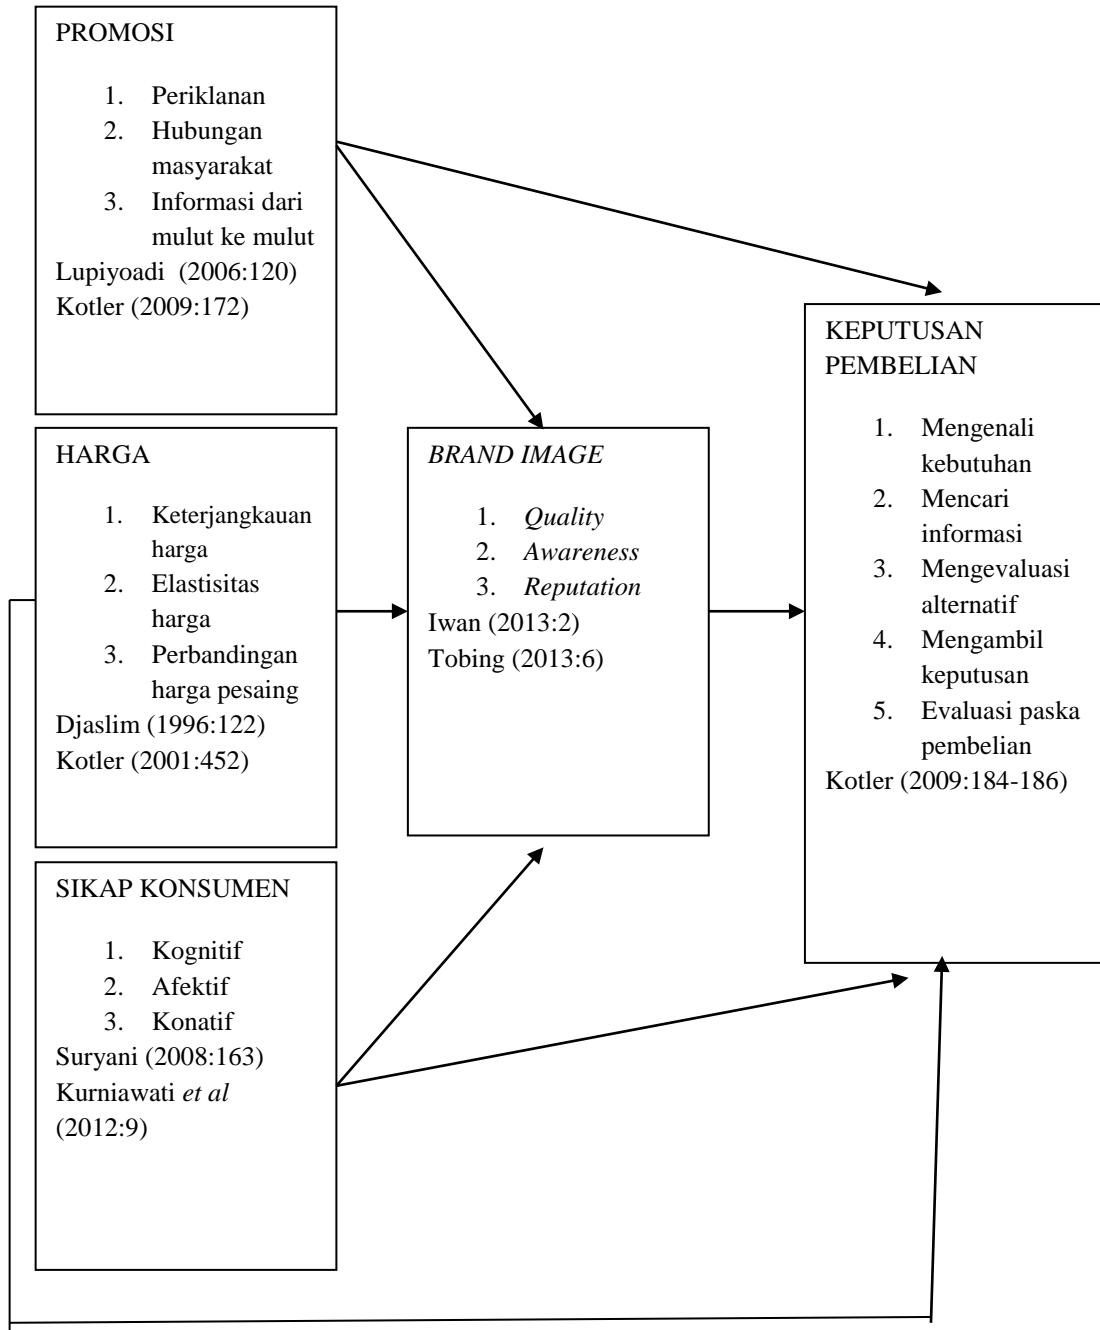 PROMOSI
1. Periklanan
2. Hubungan
masyarakat
3. Informasi dari
mulut ke mulut
Lupiyoadi (2006:120)
Kotler (2009:172)
HARGA
1. Keterjangkauan
harga
2. Elastisitas
harga
3. Perbandingan
harga pesaing
Djaslim (1996:122)
Kotler (2001:452)
SIKAP KONSUMEN
1. Kognitif
2. Afektif
3. Konatif
Suryani (2008:163)
Kurniawati et al
(2012:9)
BRAND IMAGE
1. Quality
2. Awareness
3. Reputation
Iwan (2013:2)
Tobing (2013:6)
KEPUTUSAN
PEMBELIAN
1. Mengenali
kebutuhan
2. Mencari
informasi
3. Mengevaluasi
alternatif
4. Mengambil
keputusan
5. Evaluasi paska
pembelian
Kotler (2009:184-186)